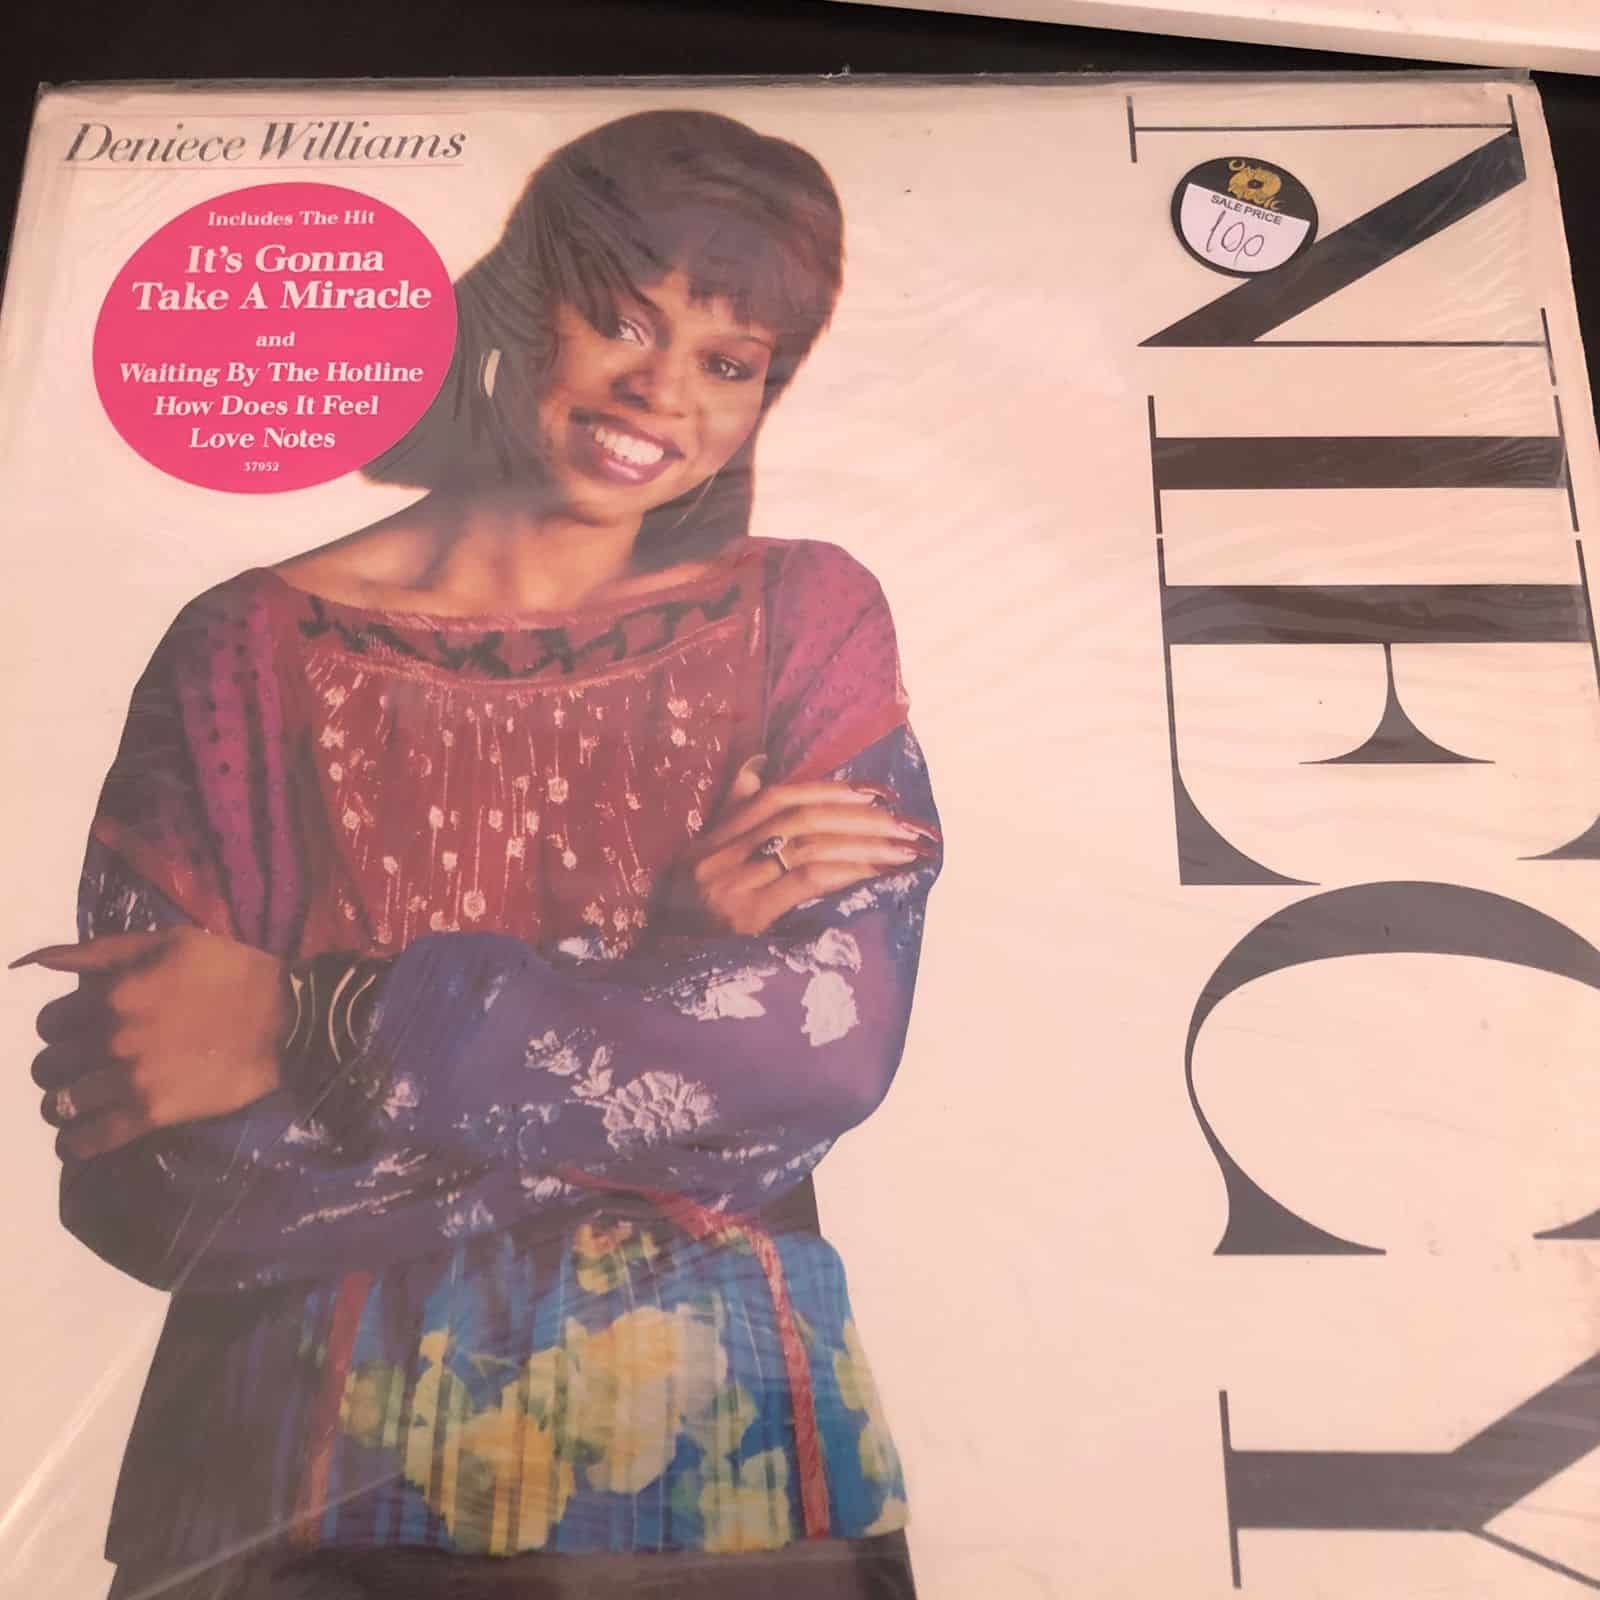 Deniece Williams
Includes The Hit
It's Gonna
Take A Miracle
and
Waiting By The Hotline
How Does It Feel
Love Notes
37952
SALE PRICE
100
NIECY